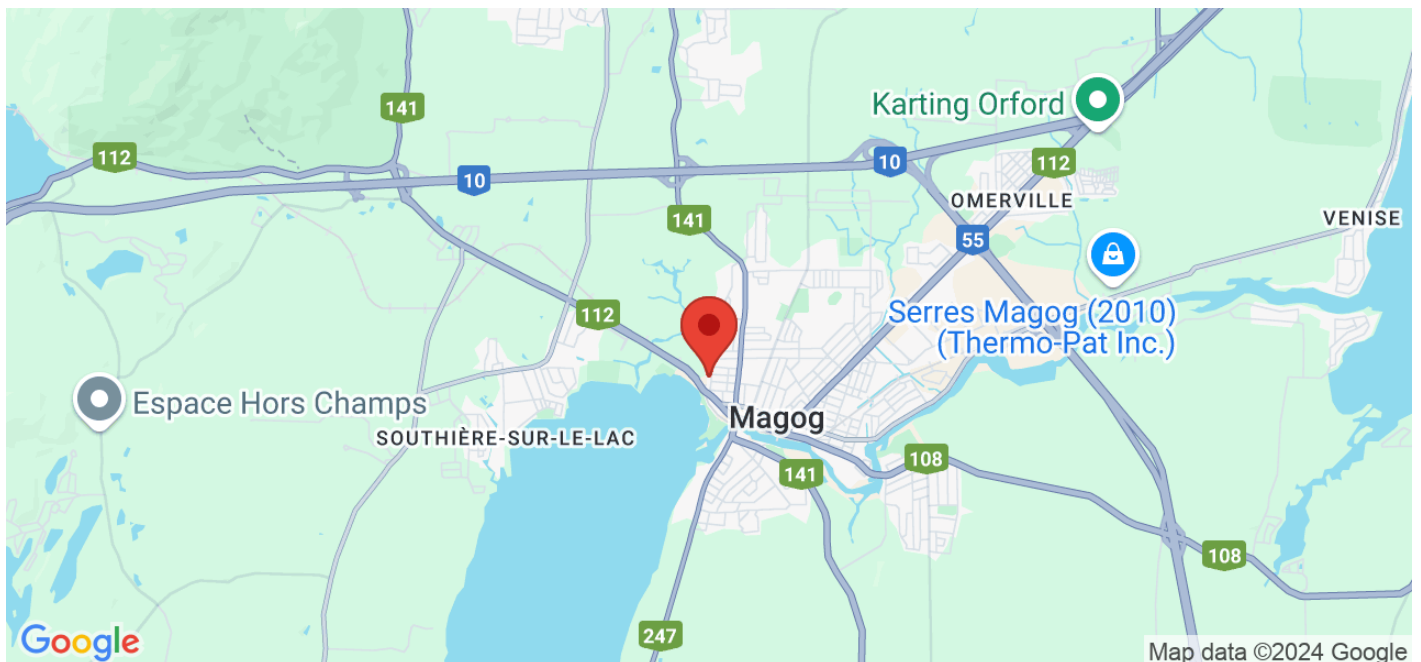 141
Karting Orford
112
10
10
112
OMERVILLE
141
55
VENISE
112
Serres Magog (2010)
(Thermo-Pat Inc.)
Espace Hors Champs
Magog
SOUTHIÈRE-SUR-LE-LAC
108
141
108
247
Google
Map data ©2024 Google